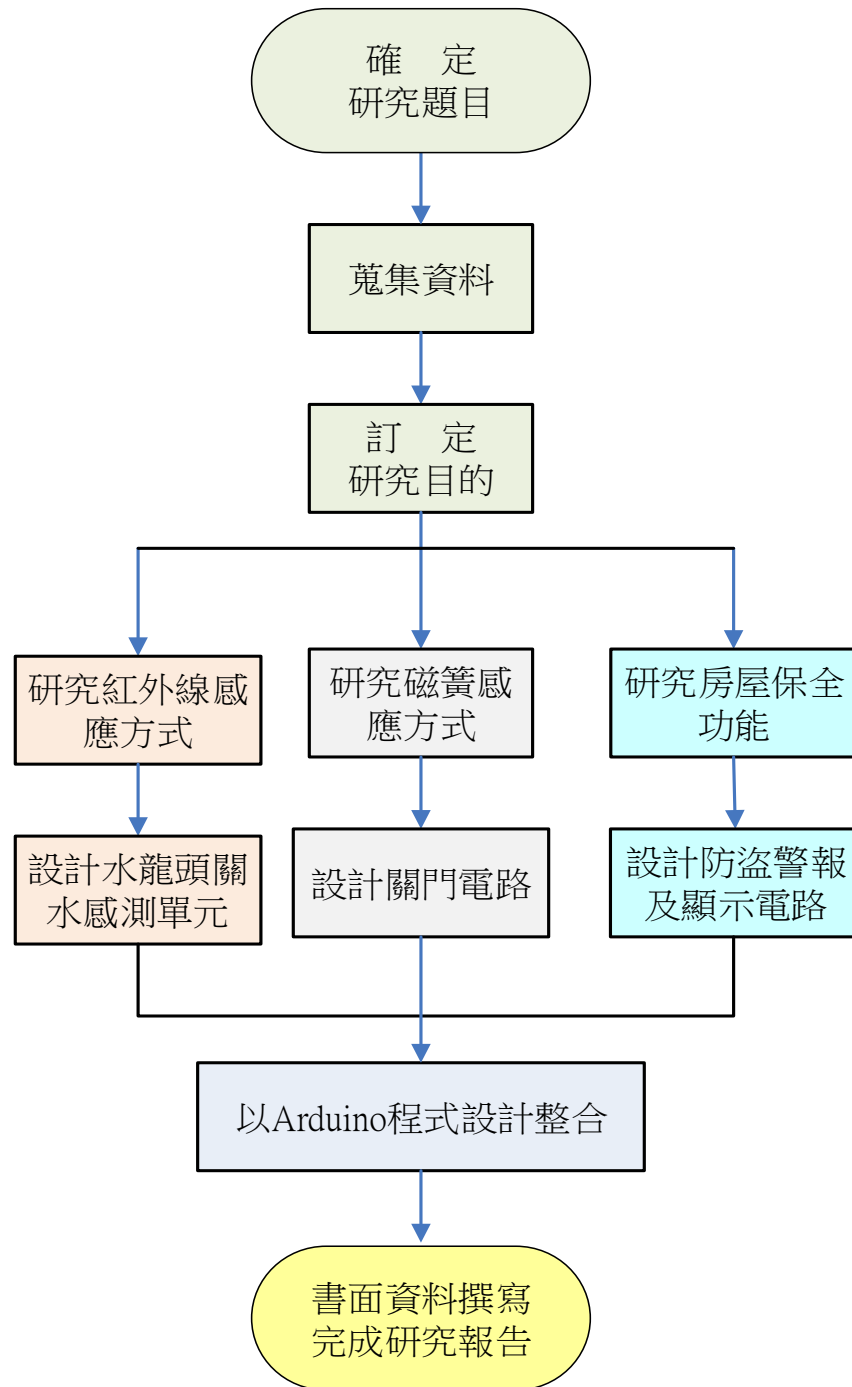 確　定
研究題目
蒐集資料
訂　定
研究目的
研究紅外線感
應方式
研究磁簧感
應方式
研究房屋保全
功能
設計水龍頭關
水感測單元
設計關門電路
設計防盜警報
及顯示電路
以Arduino程式設計整合
書面資料撰寫
完成研究報告